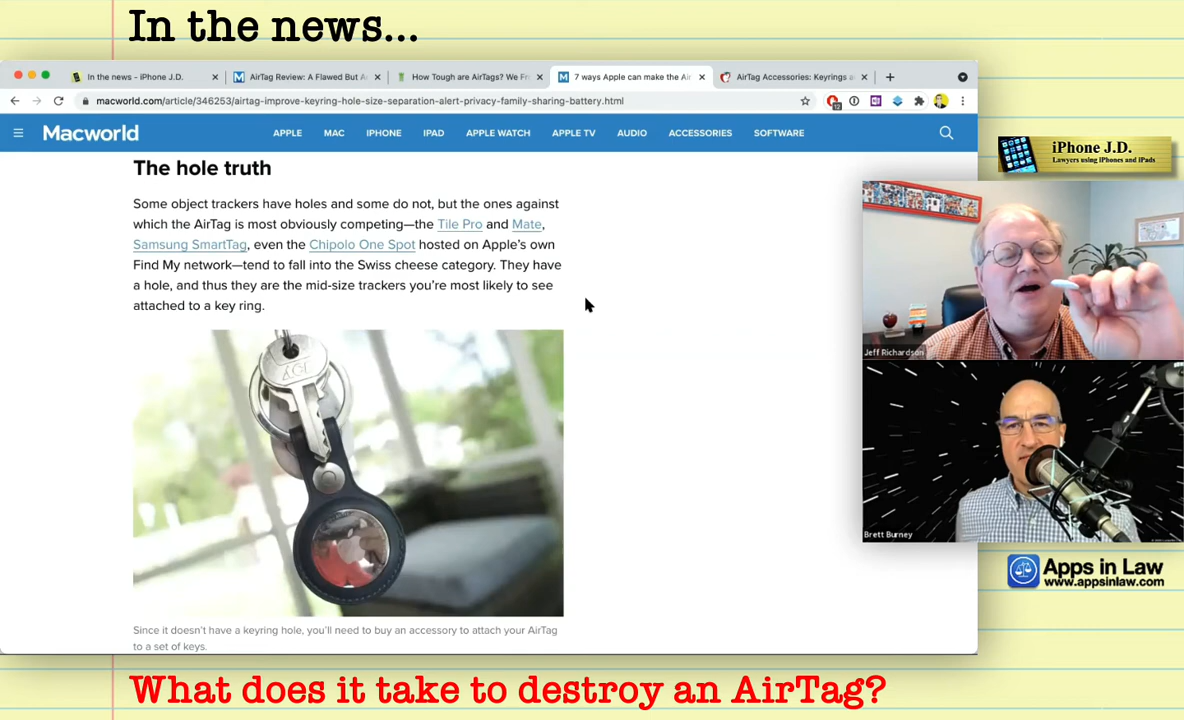 In the news...
In the news - iPhone J.D.
AirTag Review: A Flawed But A
How Tough are AirTags? We Fr
7 ways Apple can make the Air
AirTag Accessories: Keyrings a
macworld.com/article/346253/airtag-improve-keyring-hole-size-separation-alert-privacy-family-sharing-battery.html
12
Macworld
APPLE MAC IPHONE IPAD APPLE WATCH APPLE TV AUDIO ACCESSORIES SOFTWARE
The hole truth
Some object trackers have holes and some do not, but the ones against
which the AirTag is most obviously competing—the Tile Pro and Mate,
Samsung SmartTag, even the Chipolo One Spot hosted on Apple's own
Find My network—tend to fall into the Swiss cheese category. They have
a hole, and thus they are the mid-size trackers you're most likely to see
attached to a key ring.
Since it doesn't have a keyring hole, you'll need to buy an accessory to attach your AirTag
to a set of keys.
iPhone J.D.
Lawyers using iPhones and iPads
Jeff Richardson
Brett Burney
Apps in Law
www.appsinlaw.com
What does it take to destroy an AirTag?